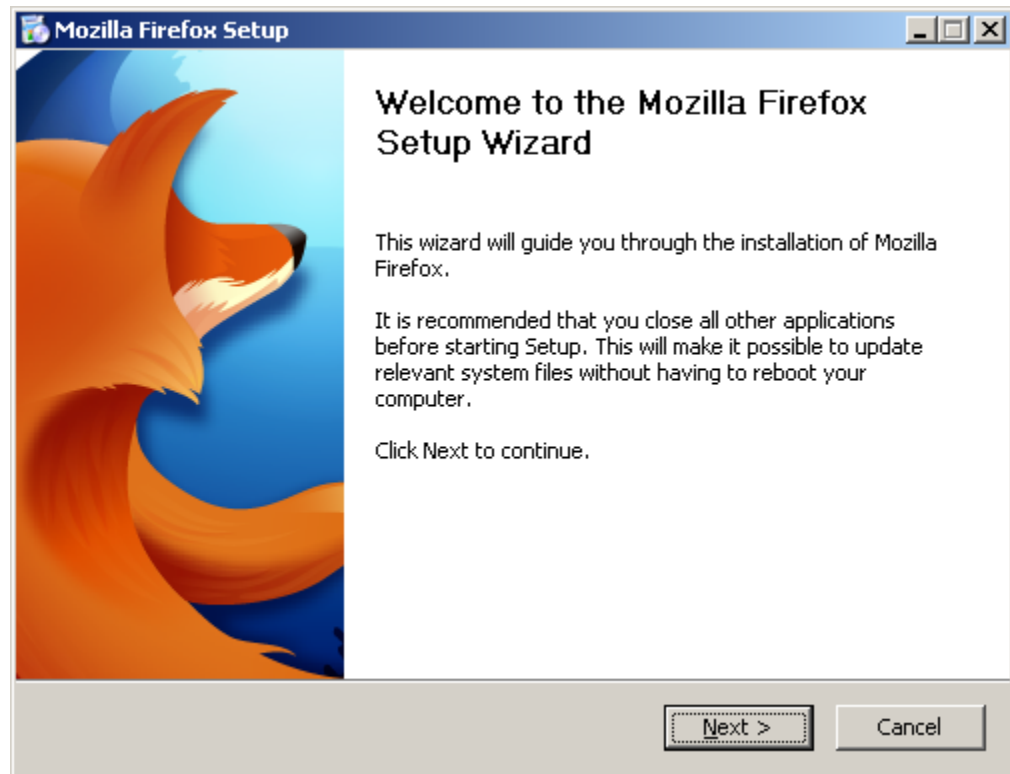 Mozilla Firefox Setup
Welcome to the Mozilla Firefox
Setup Wizard
This wizard will guide you through the installation of Mozilla
Firefox.
It is recommended that you close all other applications
before starting Setup. This will make it possible to update
relevant system files without having to reboot your
computer.
Click Next to continue.
Next >
Cancel